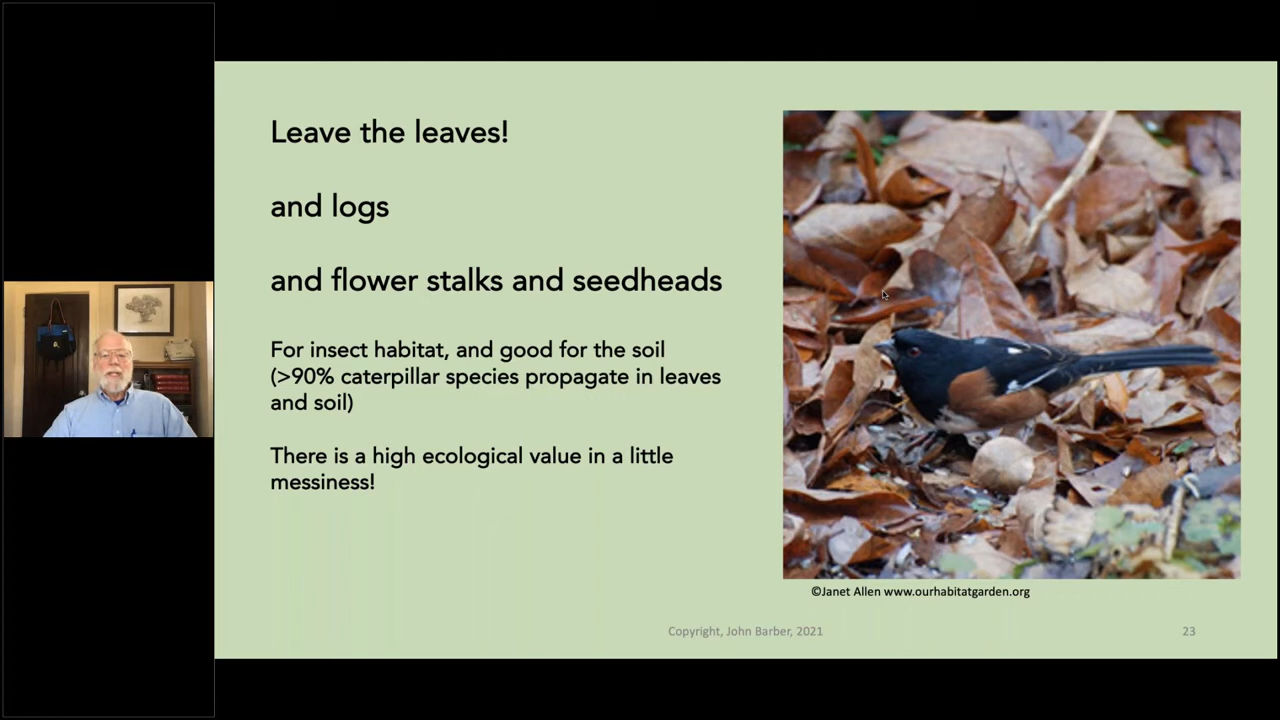 Leave the leaves!
and logs
and flower stalks and seedheads
For insect habitat, and good for the soil
(>90% caterpillar species propagate in leaves
and soil)
There is a high ecological value in a little
messiness!
©Janet Allen www.ourhabitatgarden.org
Copyright, John Barber, 2021
23